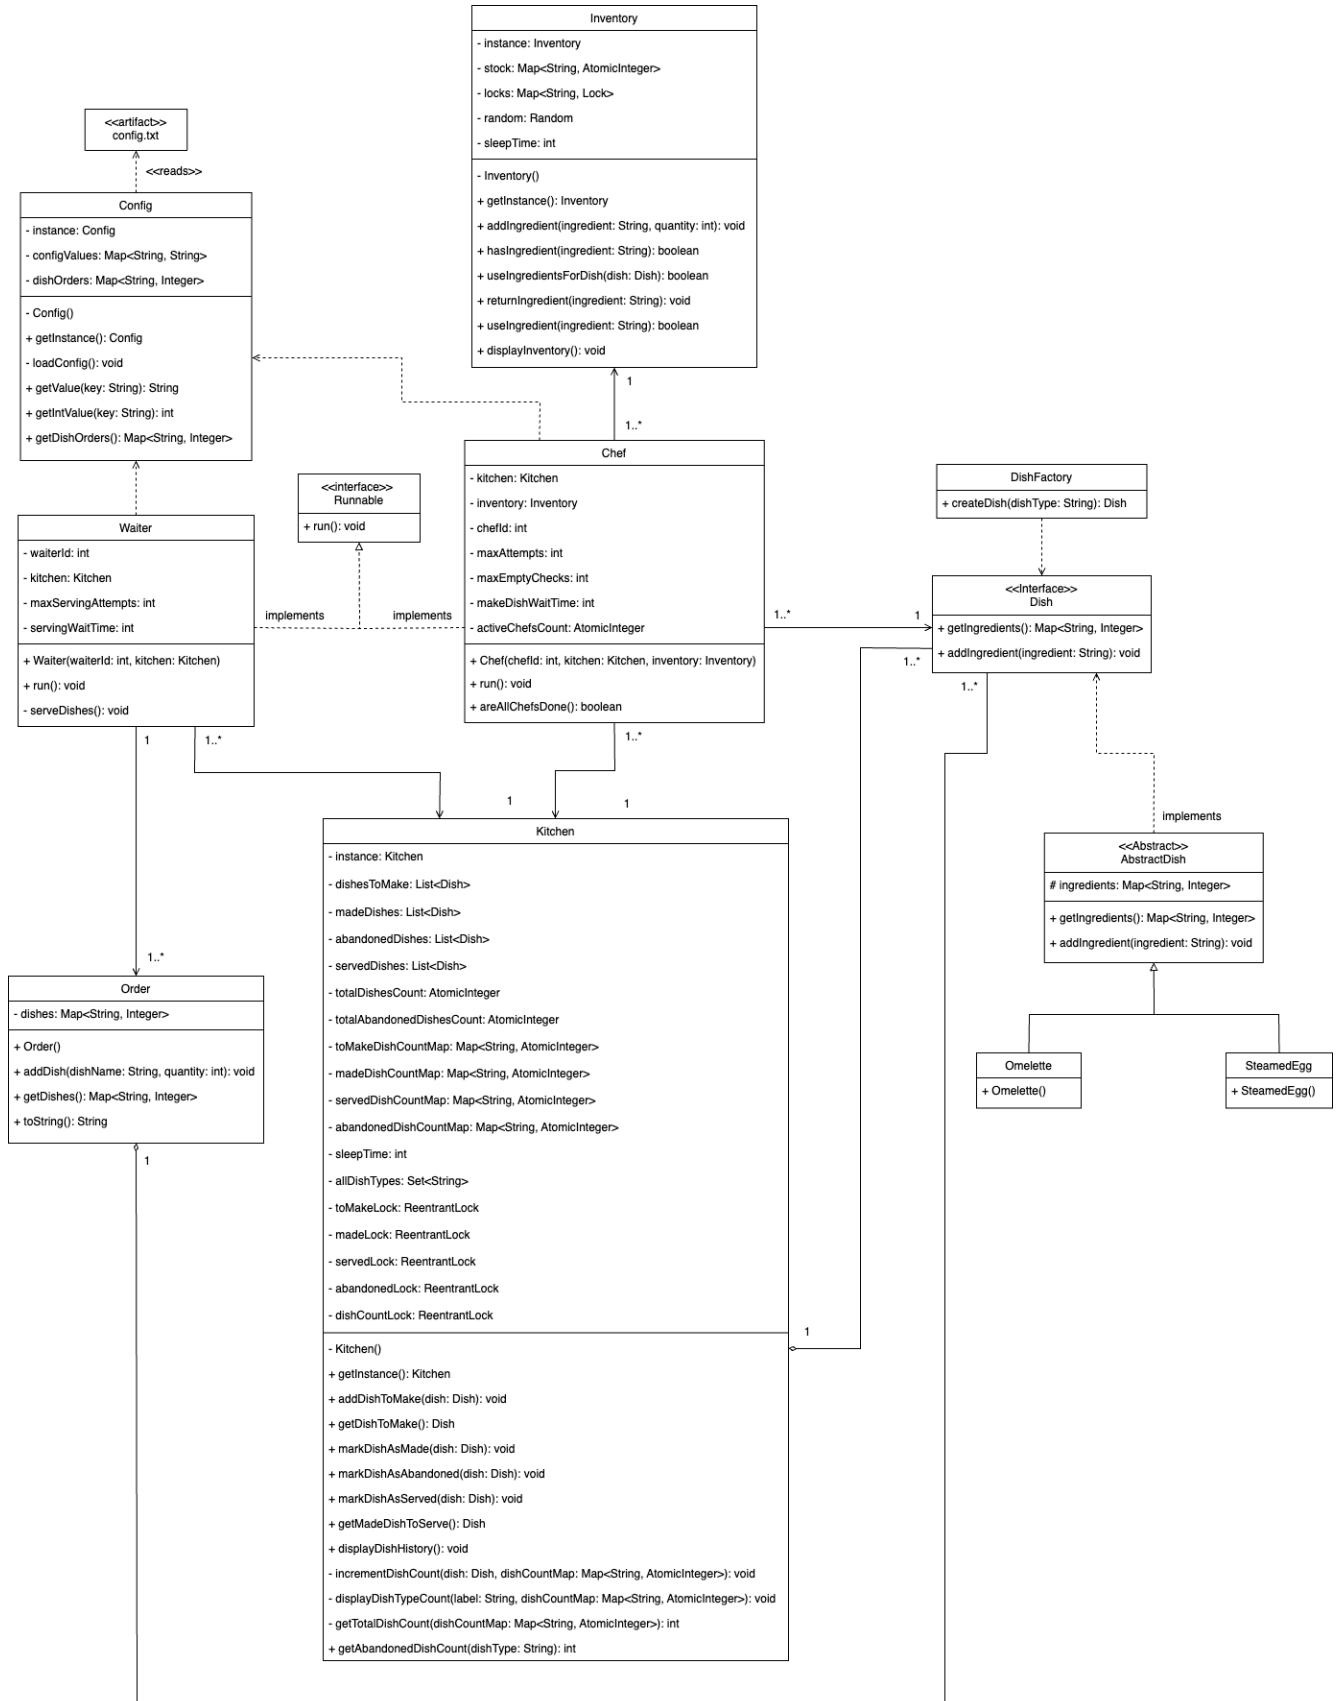 Inventory
- instance: Inventory
- stock: Map<String, AtomicInteger>
- locks: Map<String, Lock>
- random: Random
- sleepTime: int
- Inventory()
+ getInstance(): Inventory
+ addIngredient(ingredient: String, quantity: int): void
+ hasIngredient(ingredient: String): boolean
+ useIngredientsForDish(dish: Dish): boolean
+ returnIngredient(ingredient: String): void
+ useIngredient(ingredient: String): boolean
+ displayInventory(): void
1
1..*
<<artifact>>
config.txt
<<reads>>
Config
- instance: Config
- configValues: Map<String, String>
- dishOrders: Map<String, Integer>
- Config()
+ getInstance(): Config
- loadConfig(): void
+ getValue(key: String): String
+ getIntValue(key: String): int
+ getDishOrders(): Map<String, Integer>
<<interface>>
Runnable
+ run(): void
implements
implements
Chef
- kitchen: Kitchen
- inventory: Inventory
- chefId: int
- maxAttempts: int
- maxEmptyChecks: int
- makeDishWaitTime: int
- activeChefsCount: AtomicInteger
+ Chef(chefId: int, kitchen: Kitchen, inventory: Inventory)
+ run(): void
+ areAllChefsDone(): boolean
1..*
1
1..*
DishFactory
+ createDish(dishType: String): Dish
<<Interface>>
Dish
+ getIngredients(): Map<String, Integer>
+ addIngredient(ingredient: String): void
1..*
1..*
Waiter
- waiterId: int
- kitchen: Kitchen
- maxServingAttempts: int
- servingWaitTime: int
+ Waiter(waiterId: int, kitchen: Kitchen)
+ run(): void
- serveDishes(): void
1
1..*
1
1
implements
<<Abstract>>
AbstractDish
# ingredients: Map<String, Integer>
+ getIngredients(): Map<String, Integer>
+ addIngredient(ingredient: String): void
Omelette
+ Omelette()
SteamedEgg
+ SteamedEgg()
1..*
Order
- dishes: Map<String, Integer>
+ Order()
+ addDish(dishName: String, quantity: int): void
+ getDishes(): Map<String, Integer>
+ toString(): String
1
Kitchen
- instance: Kitchen
- dishesToMake: List<Dish>
- madeDishes: List<Dish>
- abandonedDishes: List<Dish>
- servedDishes: List<Dish>
- totalDishesCount: AtomicInteger
- totalAbandonedDishesCount: AtomicInteger
- toMakeDishCountMap: Map<String, AtomicInteger>
- madeDishCountMap: Map<String, AtomicInteger>
- servedDishCountMap: Map<String, AtomicInteger>
- abandonedDishCountMap: Map<String, AtomicInteger>
- sleepTime: int
- allDishTypes: Set<String>
- toMakeLock: ReentrantLock
- madeLock: ReentrantLock
- servedLock: ReentrantLock
- abandonedLock: ReentrantLock
- dishCountLock: ReentrantLock
- Kitchen()
+ getInstance(): Kitchen
+ addDishToMake(dish: Dish): void
+ getDishToMake(): Dish
+ markDishAsMade(dish: Dish): void
+ markDishAsAbandoned(dish: Dish): void
+ markDishAsServed(dish: Dish): void
+ getMadeDishToServe(): Dish
+ displayDishHistory(): void
- incrementDishCount(dish: Dish, dishCountMap: Map<String, AtomicInteger>): void
- displayDishTypeCount(label: String, dishCountMap: Map<String, AtomicInteger>): void
- getTotalDishCount(dishCountMap: Map<String, AtomicInteger>): int
+ getAbandonedDishCount(dishType: String): int
1